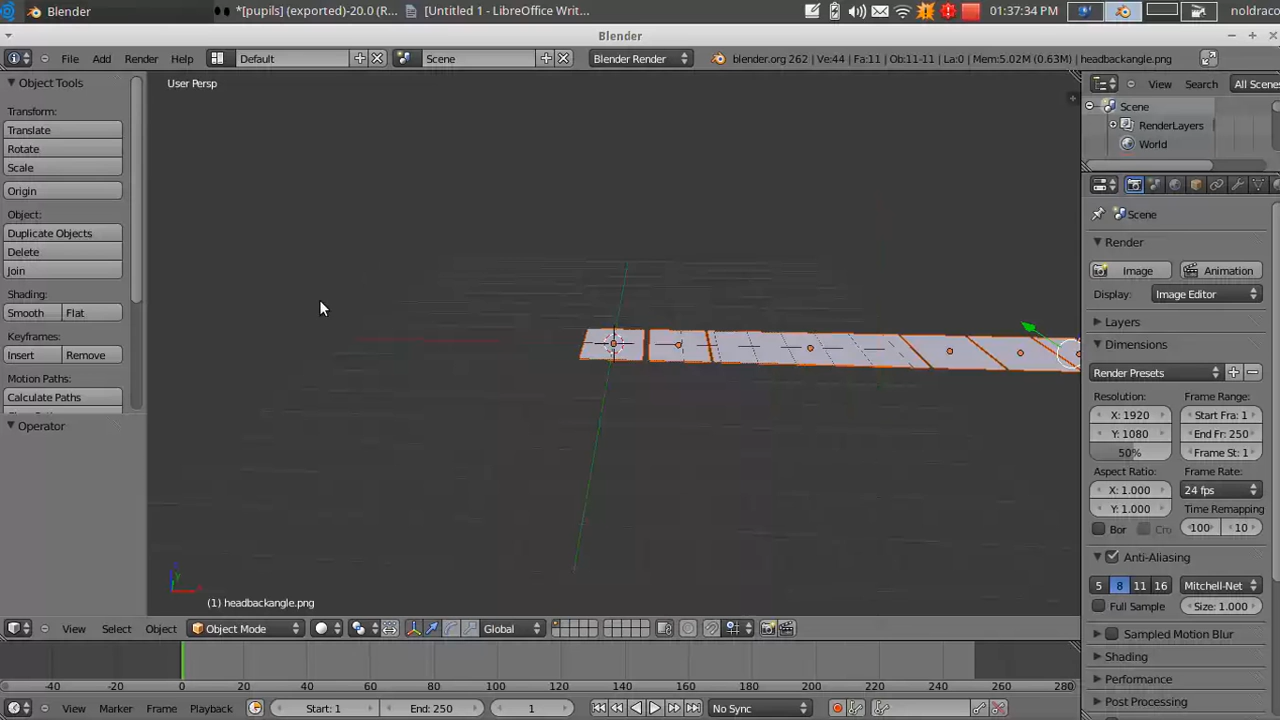 Blender
*[pupils] (exported)-20.0 (R...
[Untitled 1 - LibreOffice Writ...
01:37:34 PM
noldraco
Blender
File Add Render Help
Default
Scene
Blender Render
blender.org 262 | Ve:44 | Fa:11 | Ob:11-11 | La:0 | Mem:5.02M (0.63M) | headbackangle.png
Object Tools
Transform:
Translate
Rotate
Scale
Origin
Object:
Duplicate Objects
Delete
Join
Shading:
Smooth Flat
Keyframes:
Insert Remove
Motion Paths:
Calculate Paths
Operator
User Persp
(1) headbackangle.png
View Select Object
Object Mode
Global
-40 -20 0 20 40 60 80 100 120 140 160 180 200 220 240 260 280
View Marker Frame Playback
Start: 1
End: 250
1
No Sync
View Search All Scenes
Scene
RenderLayers
World
Scene
Render
Image Animation
Display: Image Editor
Layers
Dimensions
Render Presets
Resolution: Frame Range:
X: 1920 Start Fra: 1
Y: 1080 End Fr: 250
50% Frame St: 1
Aspect Ratio: Frame Rate:
X: 1.000 24 fps
Y: 1.000 Time Remapping
Bor Cro 100 10
Anti-Aliasing
5 8 11 16 Mitchell-Net
Full Sample Size: 1.000
Sampled Motion Blur
Shading
Performance
Post Processing